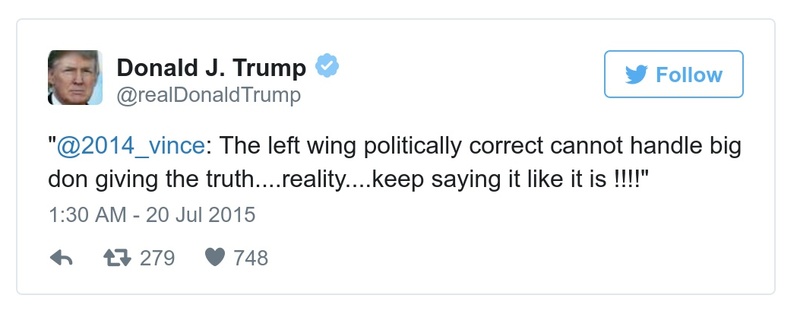 Donald J. Trump
@realDonaldTrump
Follow
"@2014_vince: The left wing politically correct cannot handle big
don giving the truth....reality....keep saying it like it is !!!!"
1:30 AM - 20 Jul 2015
279 748